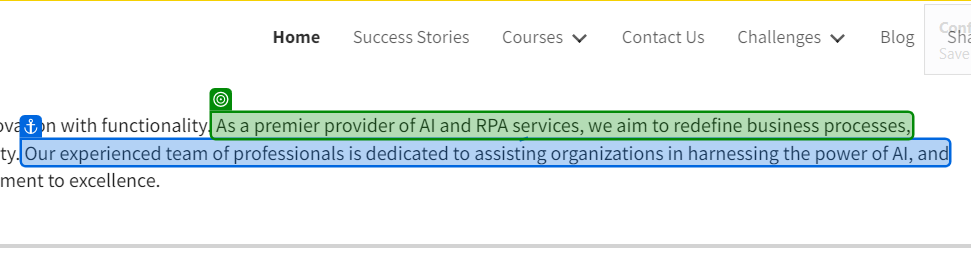 Home Success Stories Courses Contact Us Challenges Blog Sha
Conf
Save
ova on with functionality. As a premier provider of AI and RPA services, we aim to redefine business processes,
ty. Our experienced team of professionals is dedicated to assisting organizations in harnessing the power of AI, and
ment to excellence.